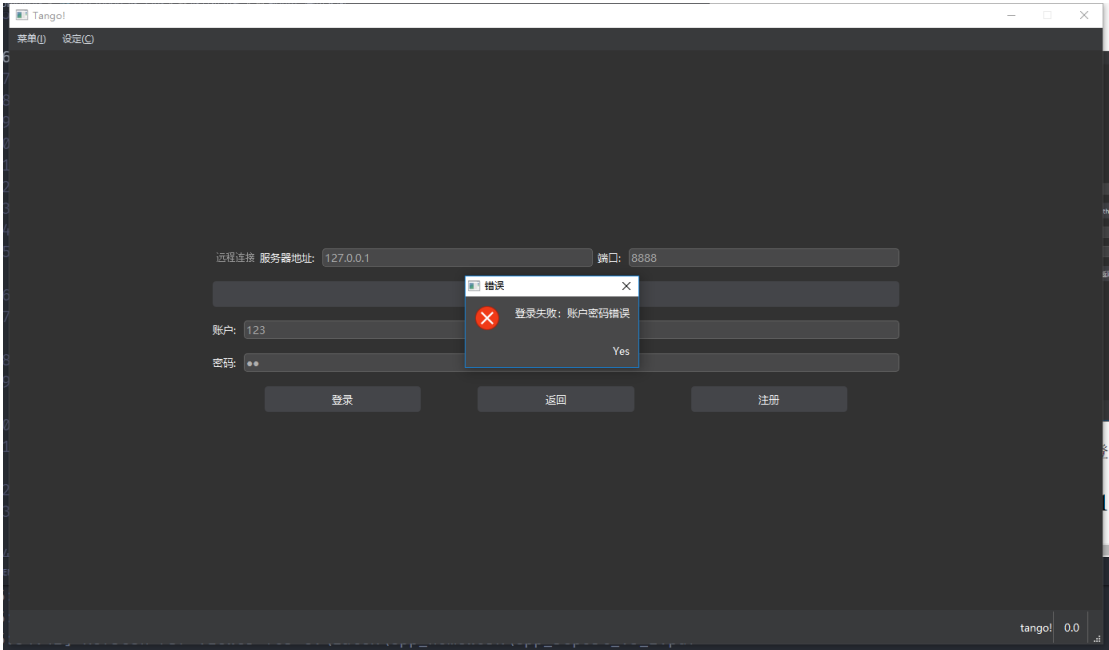 Tango!
菜单(I) 设定(C)
远程连接 服务器地址: 127.0.0.1 端口: 8888
错误
登录失败：账户密码错误
Yes
账户: 123
密码: ●●
登录 返回 注册
tango! 0.0